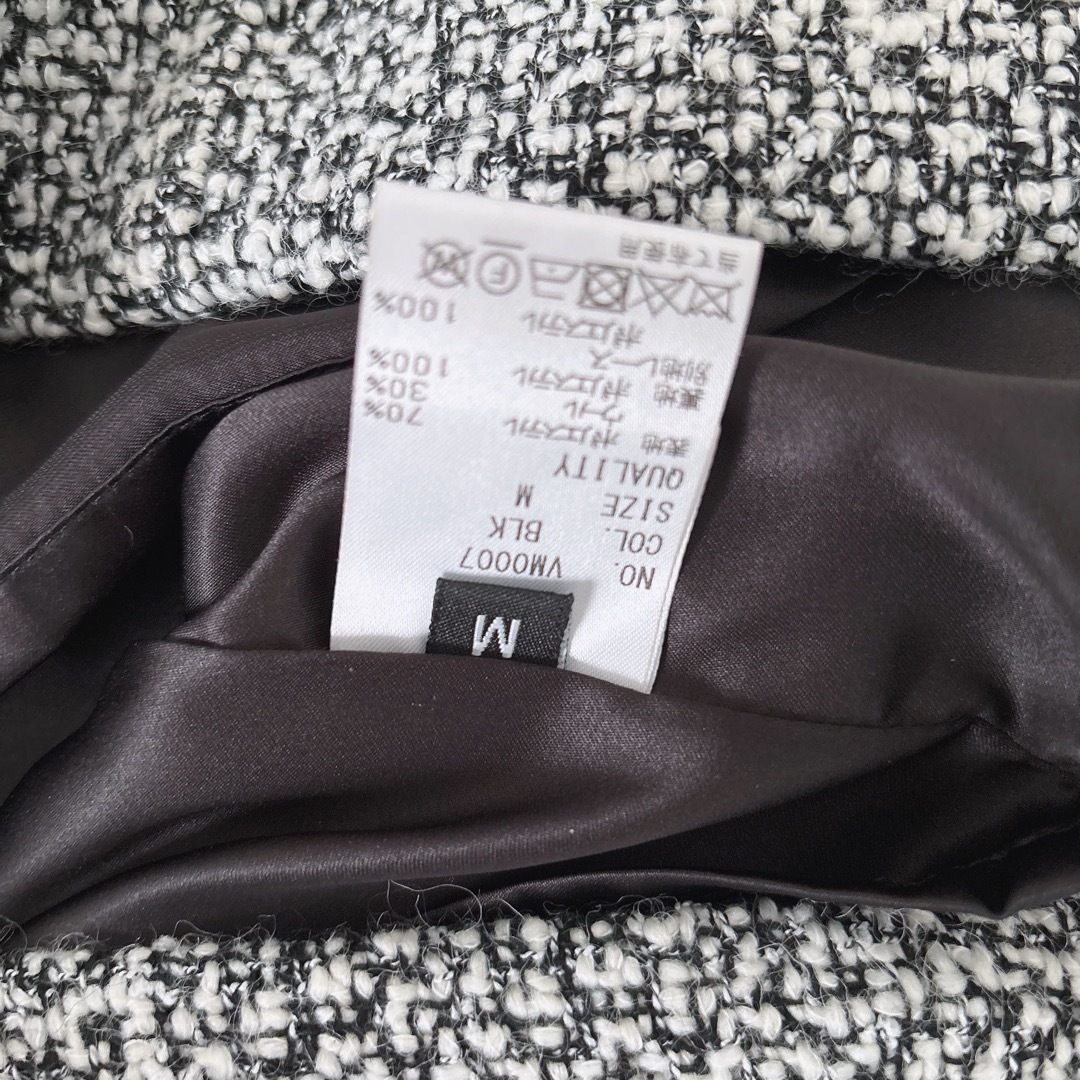 M
NO. VM0007
COL. BLK
SIZE M
QUALITY
表地 ポリエステル 70%
ウール 30%
裏地 ポリエステル 100%
別地レース
ポリエステル 100%
F
W
当て布使用